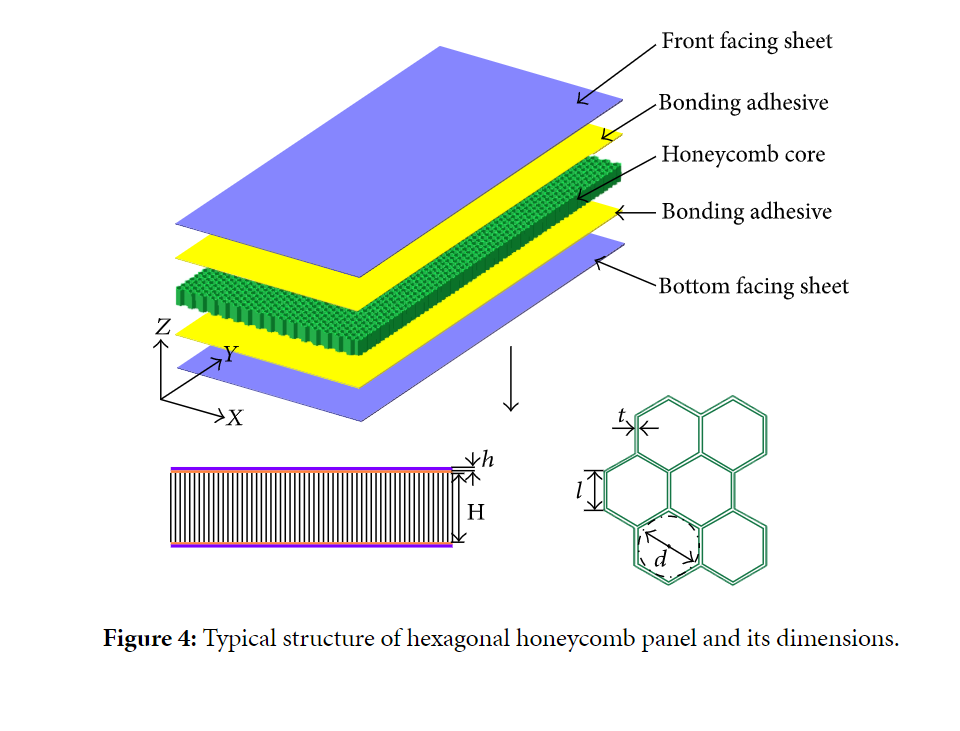 Front facing sheet
Bonding adhesive
Honeycomb core
Bonding adhesive
Bottom facing sheet
Z
Y
X
t
h
l
H
d
Figure 4: Typical structure of hexagonal honeycomb panel and its dimensions.